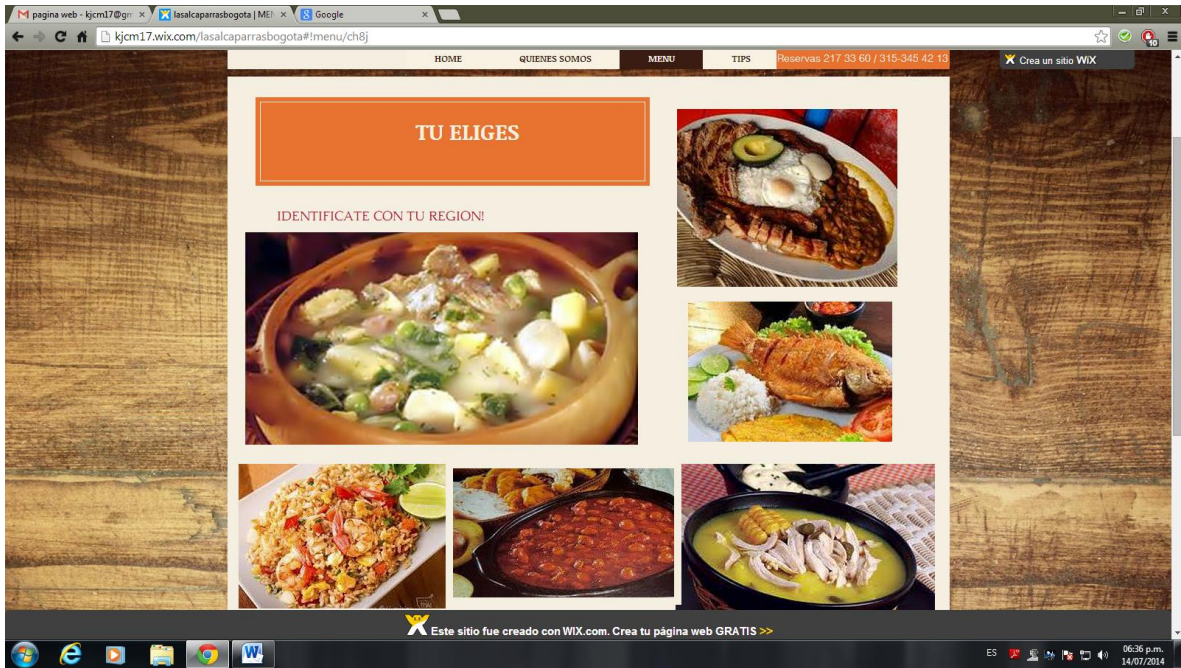 pagina web - kjcm17@gm
lasalcaparrasbogota | MEN
Google
kjcm17.wix.com/lasalcaparrasbogota#!menu/ch8j
10
HOME QUIENES SOMOS MENU TIPS Reservas 217 33 60 / 315-345 42 13
Crea un sitio WiX
TU ELIGES
IDENTIFICATE CON TU REGION!
Este sitio fue creado con WIX.com. Crea tu página web GRATIS >>
ES
06:36 p.m.
14/07/2014